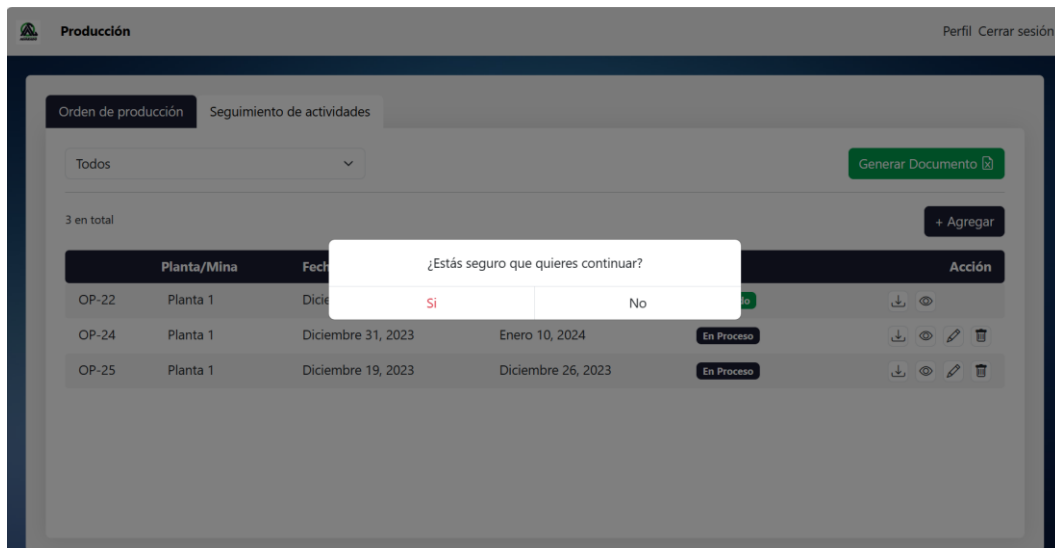 Producción
Perfil Cerrar sesión
Orden de producción Seguimiento de actividades
Todos
Generar Documento
3 en total
+ Agregar
¿Estás seguro que quieres continuar?
Si No
Planta/Mina Acción
OP-22 Planta 1
OP-24 Planta 1 Diciembre 31, 2023 Enero 10, 2024 En Proceso
OP-25 Planta 1 Diciembre 19, 2023 Diciembre 26, 2023 En Proceso